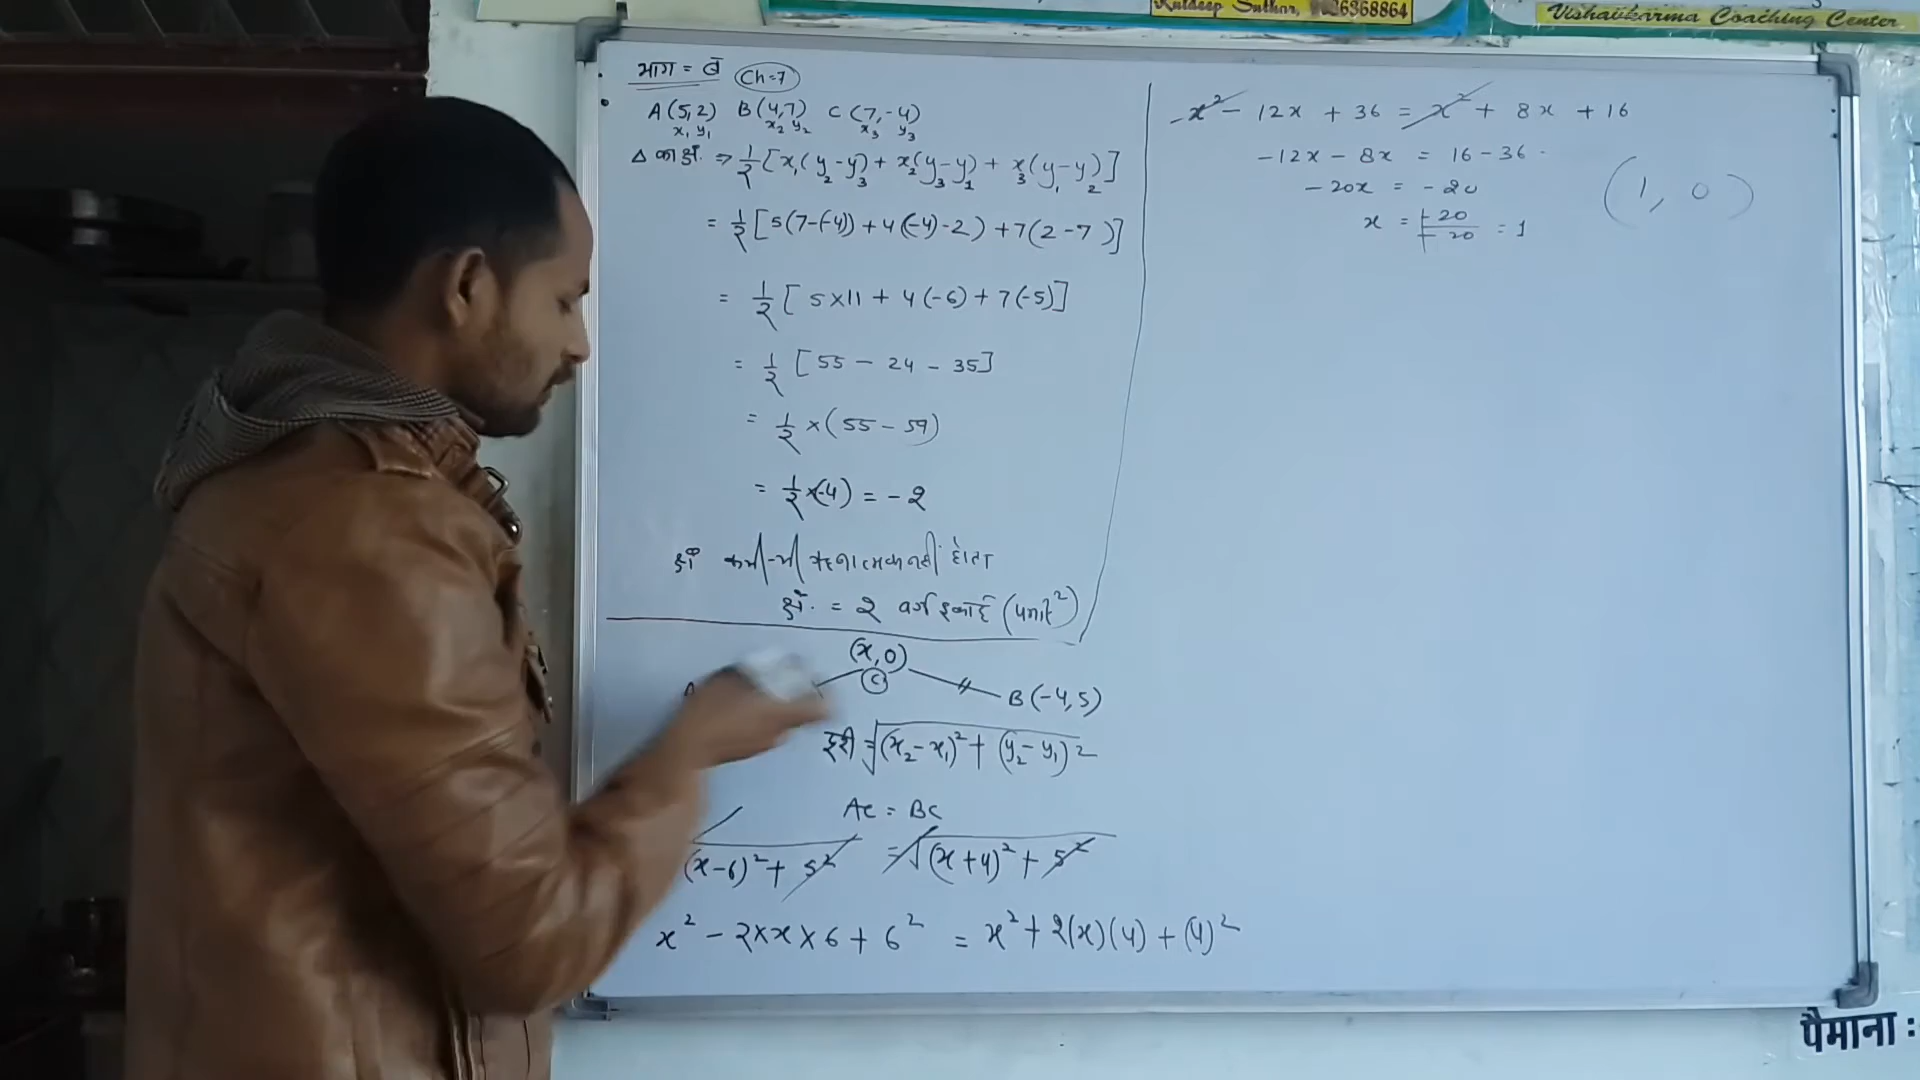 Kuldeep Suthar,
Vishavkarma Coaching Center
भाग = ब Ch-7
A(5,2) B(4,7) C(7,-4)
x₁ y₁ x₂ y₂ x₃ y₃
Δ का क्षे. ⇒ 1/2 [x₁(y₂-y₃) + x₂(y₃-y₁) + x₃(y₁-y₂)]
= 1/2 [5(7-(-4)) + 4(-4)-2) + 7(2-7)]
= 1/2 [5×11 + 4(-6) + 7(-5)]
= 1/2 [55 - 24 - 35]
= 1/2 ×(55 - 59)
= 1/2 ×(-4) = -2
क्षे० कभी-भी ऋणात्मक नहीं होता
क्षे. = 2 वर्ग इकाई (मात्र²)
(x,0)
C
B(-4,5)
दूरी = √(x₂-x₁)² + (y₂-y₁)²
AC = BC
(x-6)² + 5² = √(x+4)² + 5²
x² - 2×x×6 + 6² = x² + 2(x)(4) + (4)²
x² - 12x + 36 = x² + 8x + 16
-12x - 8x = 16 - 36
-20x = -20
x = -20/-20 = 1
(1, 0)
पैमाना :